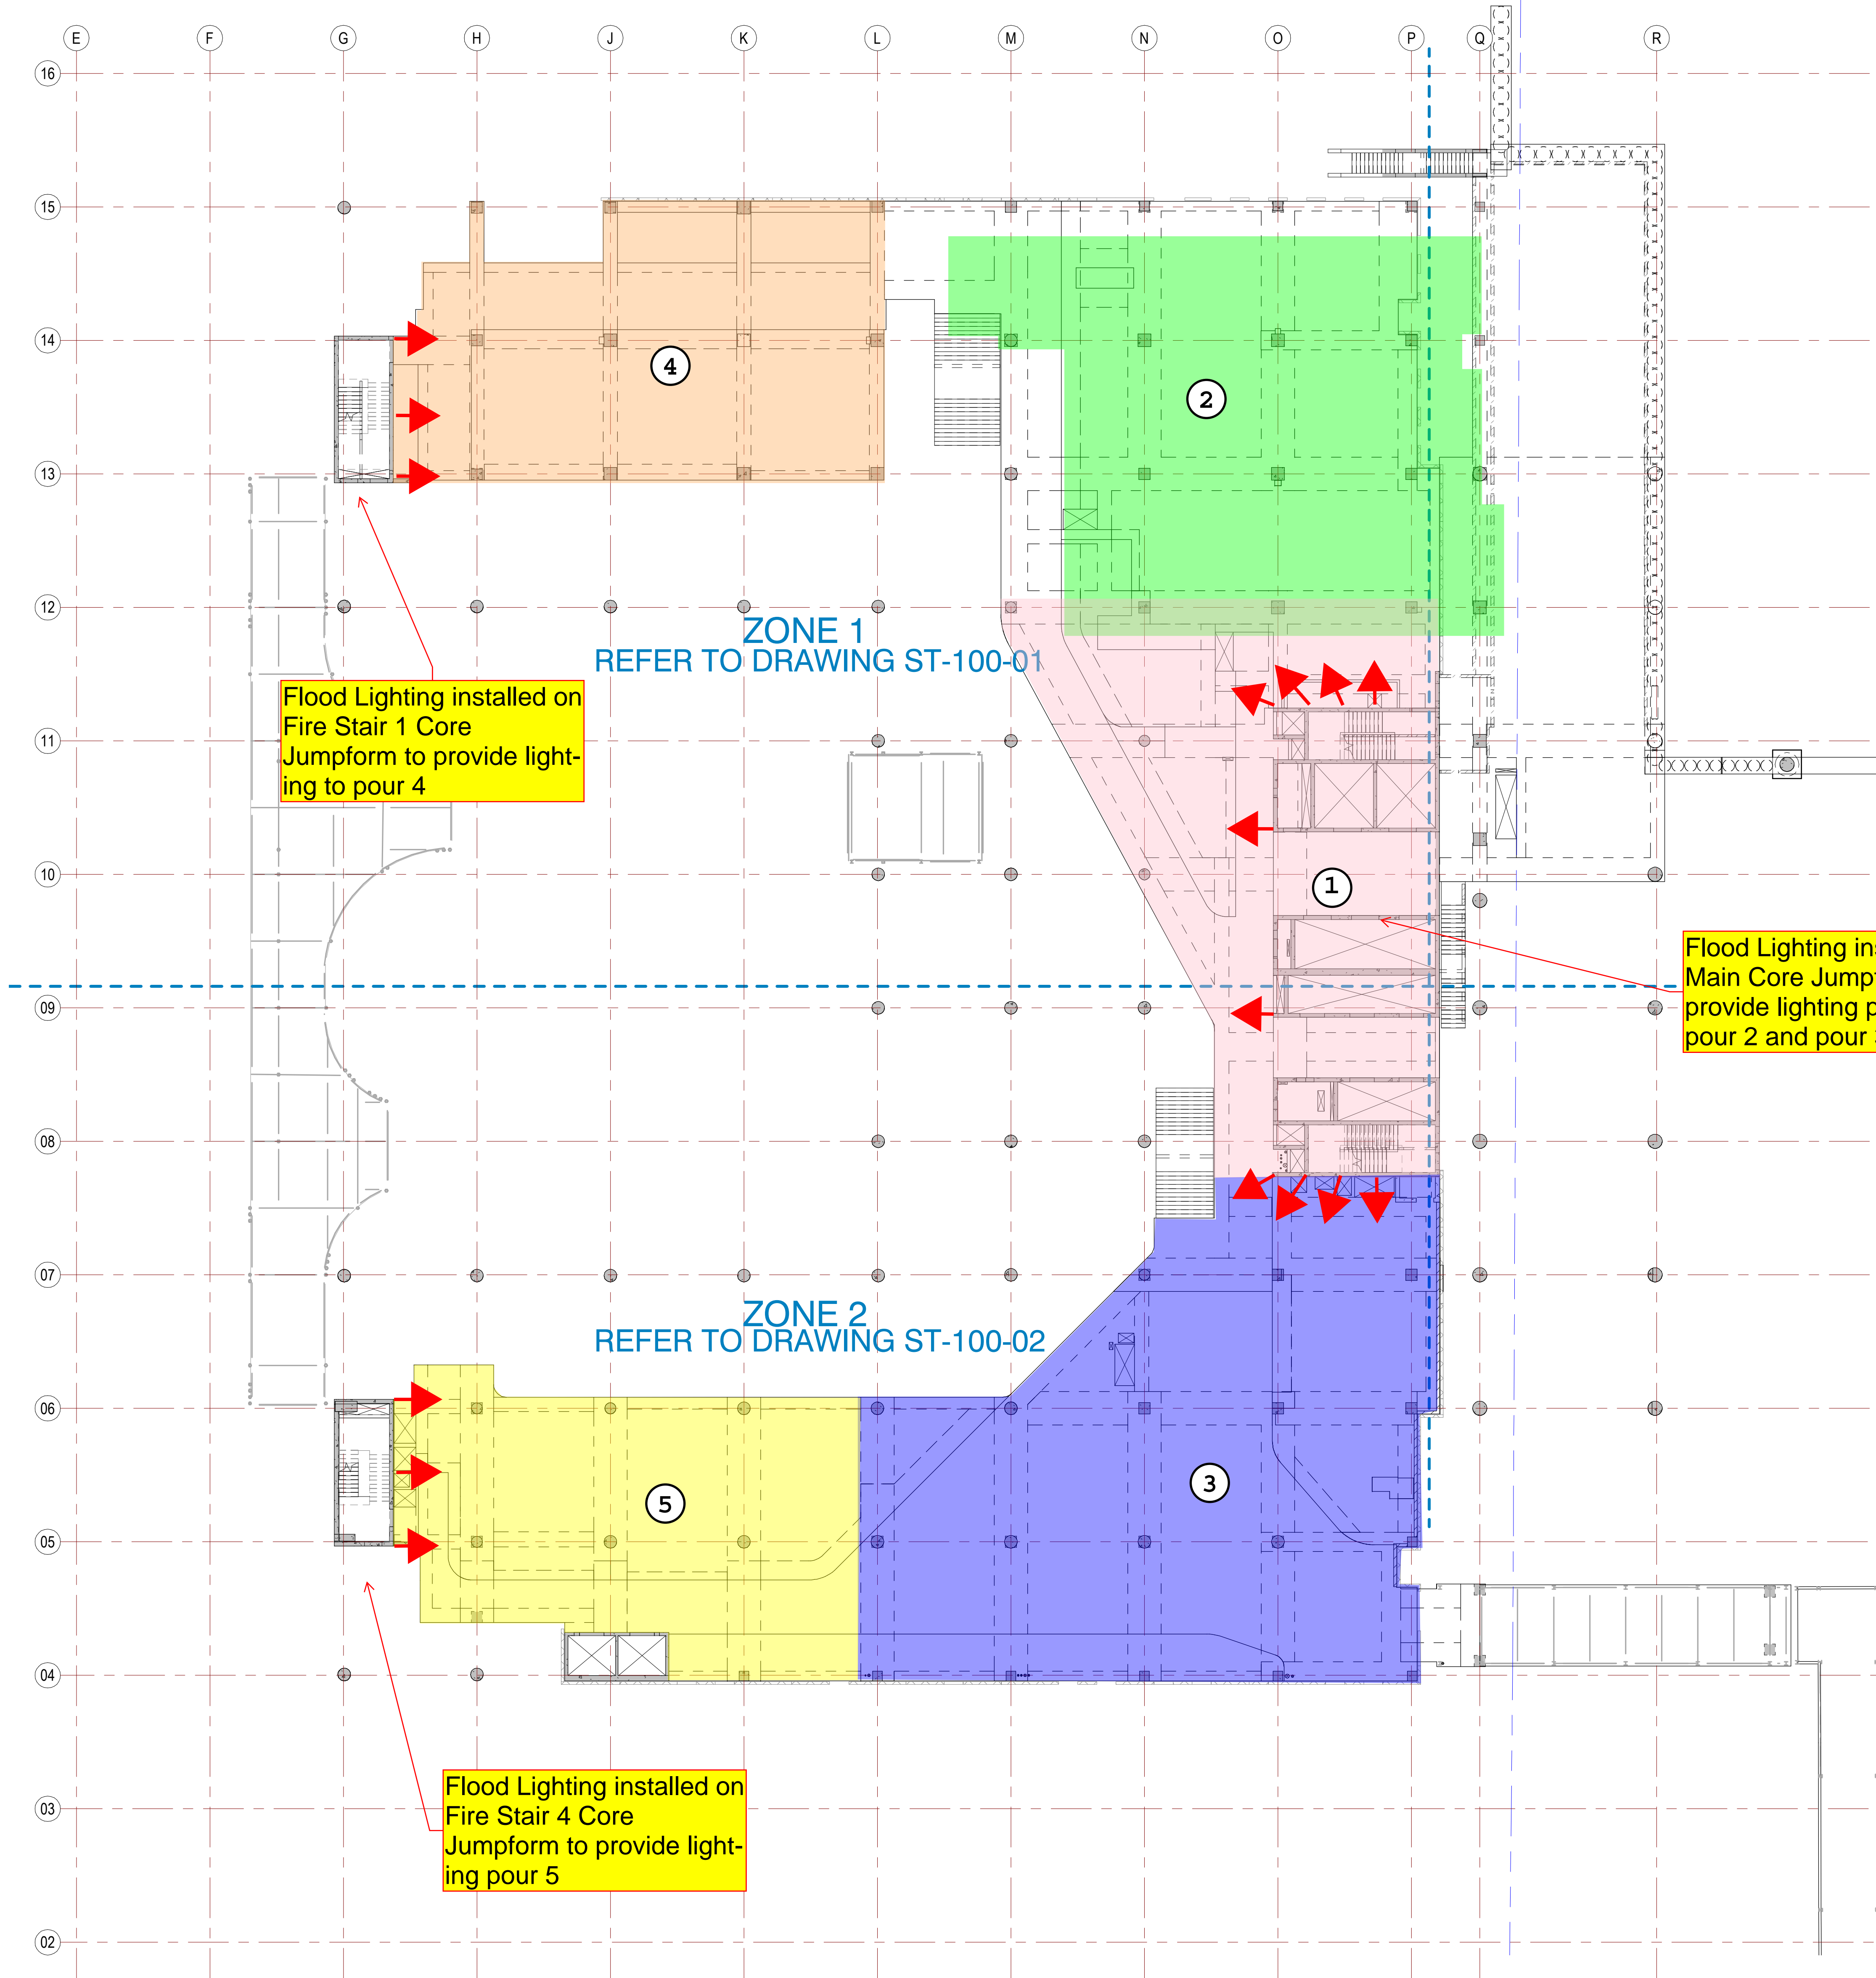 E F G H J K L M N O P Q R
16
15
14
4
2
13
12
ZONE 1
REFER TO DRAWING ST-100-01
Flood Lighting installed on
Fire Stair 1 Core
Jumpform to provide light-
ing to pour 4
11
10
1
Flood Lighting
Main Core
provide lighting
pour 2 and pour
09
08
07
ZONE 2
REFER TO DRAWING ST-100-02
06
3
5
05
04
Flood Lighting installed on
Fire Stair 4 Core
Jumpform to provide light-
ing pour 5
03
02